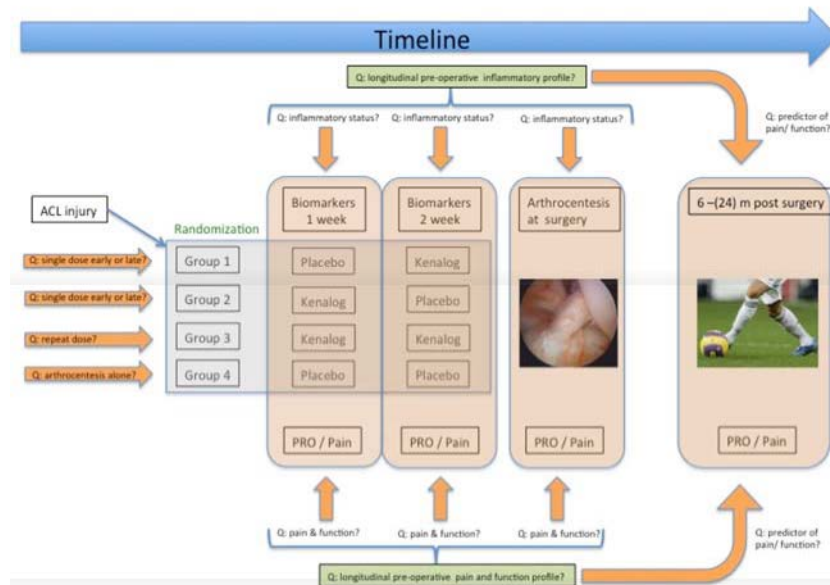 Timeline
Q: longitudinal pre-operative inflammatory profile?
Q: inflammatory status?
Q: inflammatory status?
Q: inflammatory status?
Q: predictor of
pain/ function?
ACL injury
Randomization
Biomarkers
1 week
Biomarkers
2 week
Arthrocentesis
at surgery
6 –(24) m post surgery
Q: single dose early or late?
Group 1
Placebo
Kenalog
Q: single dose early or late?
Group 2
Kenalog
Placebo
Q: repeat dose?
Group 3
Kenalog
Kenalog
Q: arthrocentesis alone?
Group 4
Placebo
Placebo
PRO / Pain
PRO / Pain
PRO / Pain
PRO / Pain
Q: pain & function?
Q: pain & function?
Q: pain & function?
Q: predictor of
pain/ function?
Q: longitudinal pre-operative pain and function profile?